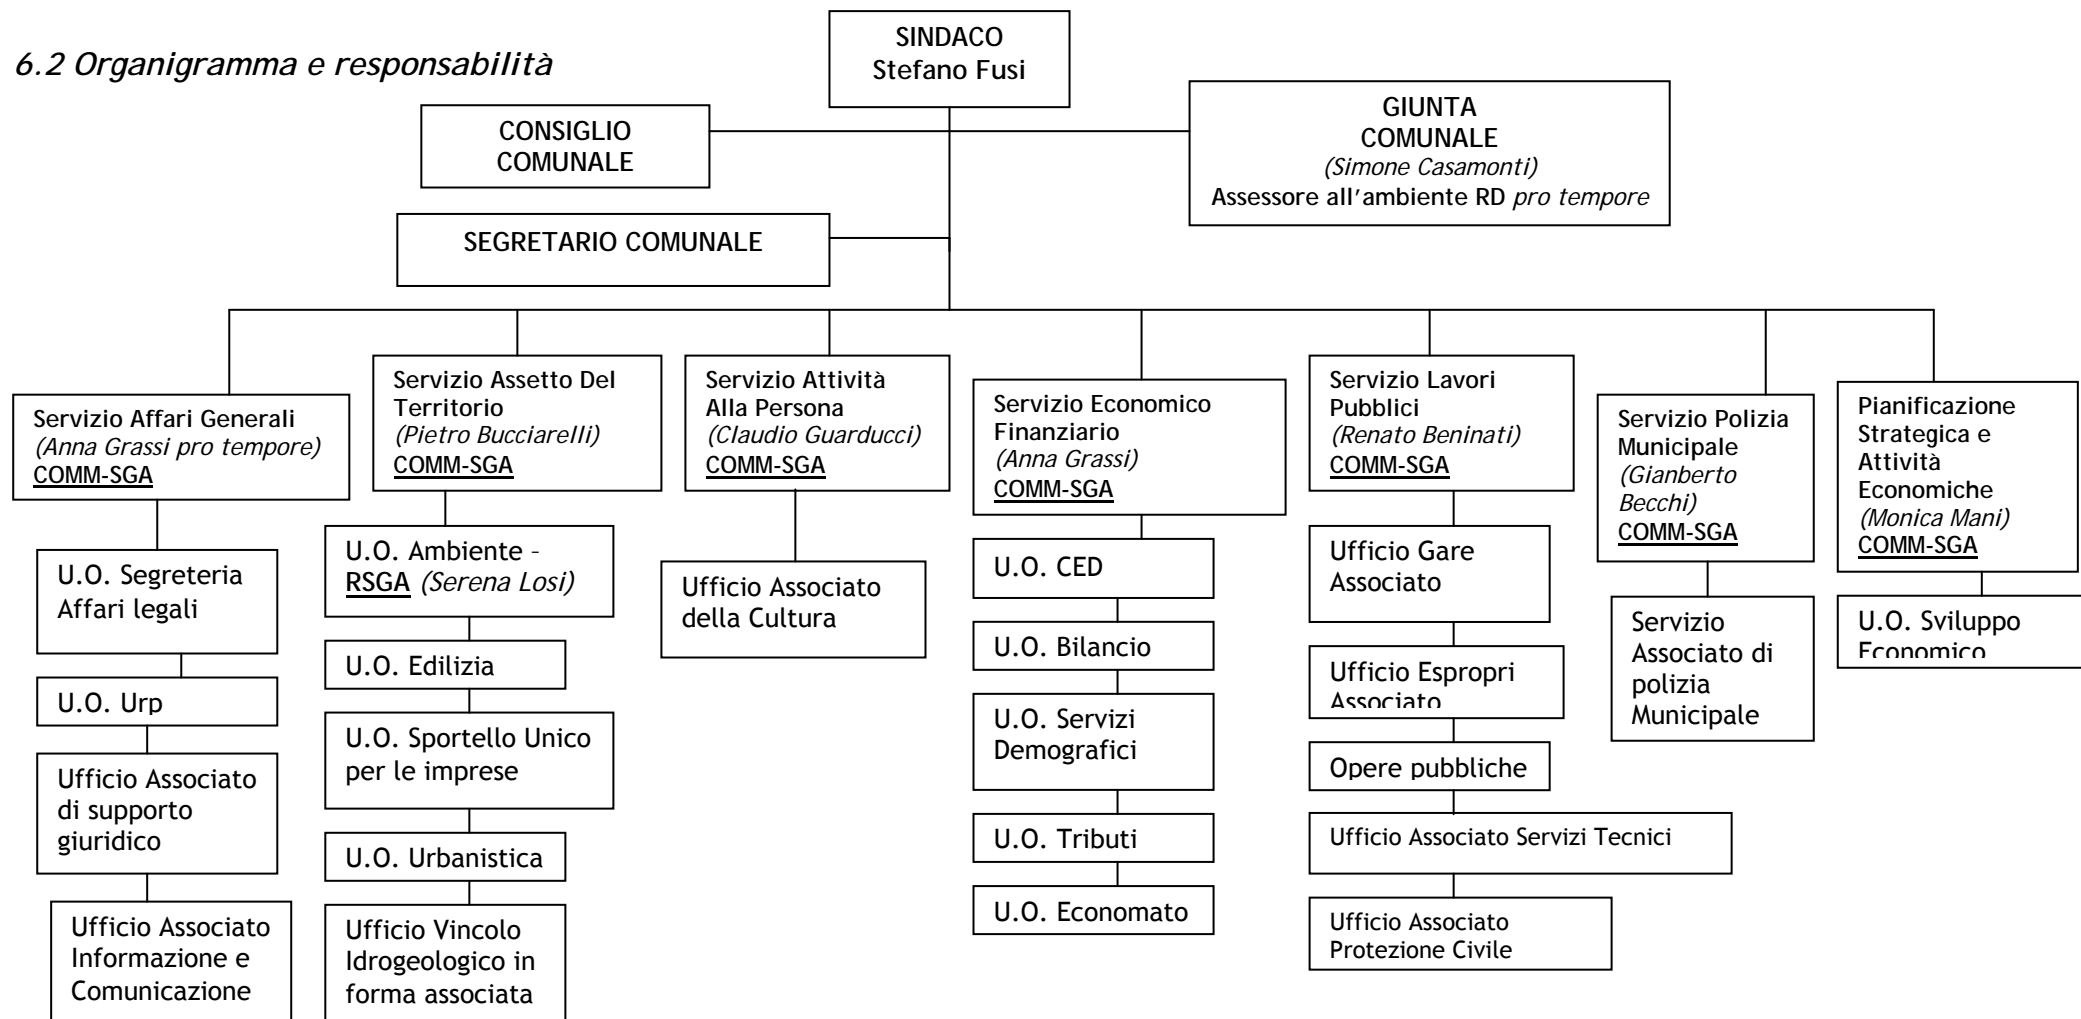 6.2 Organigramma e responsabilità
SINDACO
Stefano Fusi
CONSIGLIO
COMUNALE
GIUNTA
COMUNALE
(Simone Casamonti)
Assessore all'ambiente RD pro tempore
SEGRETARIO COMUNALE
Servizio Affari Generali
(Anna Grassi pro tempore)
COMM-SGA
U.O. Segreteria
Affari legali
U.O. Urp
Ufficio Associato
di supporto
giuridico
Ufficio Associato
Informazione e
Comunicazione
Servizio Assetto Del
Territorio
(Pietro Bucciarelli)
COMM-SGA
U.O. Ambiente –
RSGA (Serena Losi)
U.O. Edilizia
U.O. Sportello Unico
per le imprese
U.O. Urbanistica
Ufficio Vincolo
Idrogeologico in
forma associata
Servizio Attività
Alla Persona
(Claudio Guarducci)
COMM-SGA
Ufficio Associato
della Cultura
Servizio Economico
Finanziario
(Anna Grassi)
COMM-SGA
U.O. CED
U.O. Bilancio
U.O. Servizi
Demografici
U.O. Tributi
U.O. Economato
Servizio Lavori
Pubblici
(Renato Beninati)
COMM-SGA
Ufficio Gare
Associato
Ufficio Espropri
Associato
Opere pubbliche
Ufficio Associato Servizi Tecnici
Ufficio Associato
Protezione Civile
Servizio Polizia
Municipale
(Gianberto
Becchi)
COMM-SGA
Servizio
Associato di
polizia
Municipale
Pianificazione
Strategica e
Attività
Economiche
(Monica Mani)
COMM-SGA
U.O. Sviluppo
Economico